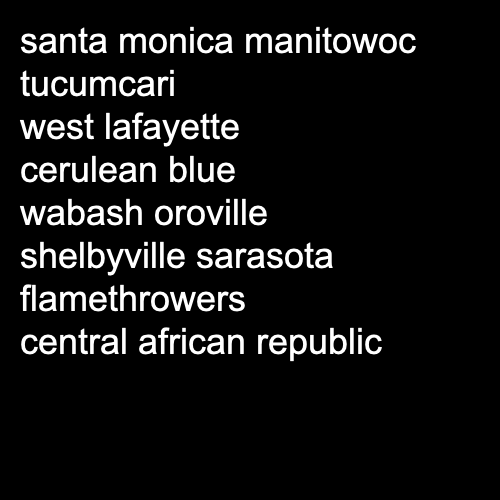 santa monica manitowoc
tucumcari
west lafayette
cerulean blue
wabash oroville
shelbyville sarasota
flamethrowers
central african republic